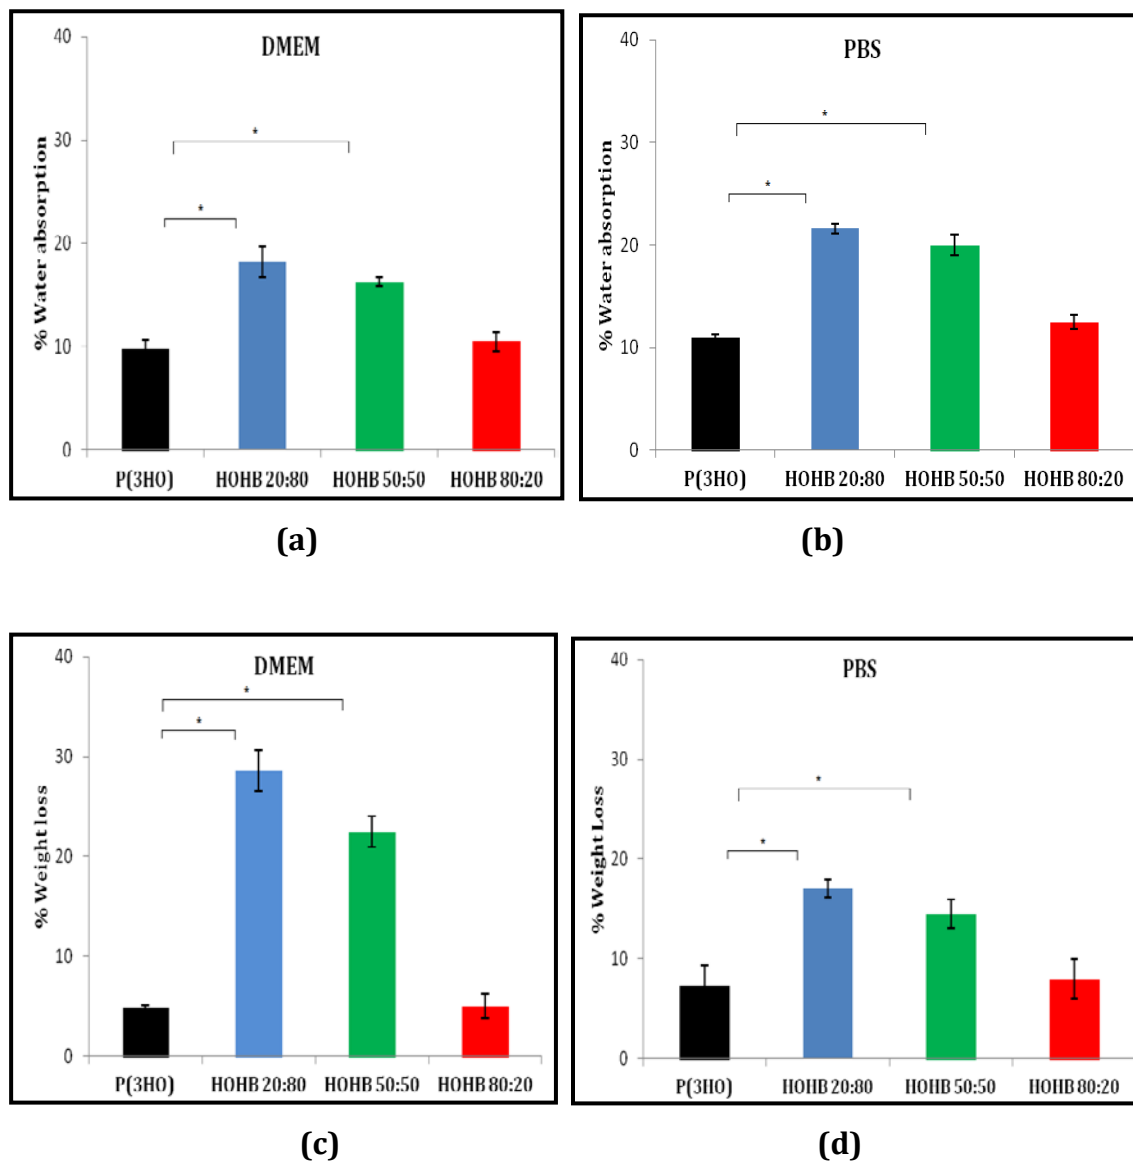 DMEM
% Water absorption
40
30
20
10
0
*
*
P(3HO) HOHB 20:80 HOHB 50:50 HOHB 80:20
(a)
PBS
% Water absorption
40
30
20
10
0
*
*
P(3HO) HOHB 20:80 HOHB 50:50 HOHB 80:20
(b)
DMEM
% Weight loss
40
30
20
10
0
*
*
P(3HO) HOHB 20:80 HOHB 50:50 HOHB 80:20
(c)
PBS
% Weight Loss
40
30
20
10
0
*
*
P(3HO) HOHB 20:80 HOHB 50:50 HOHB 80:20
(d)